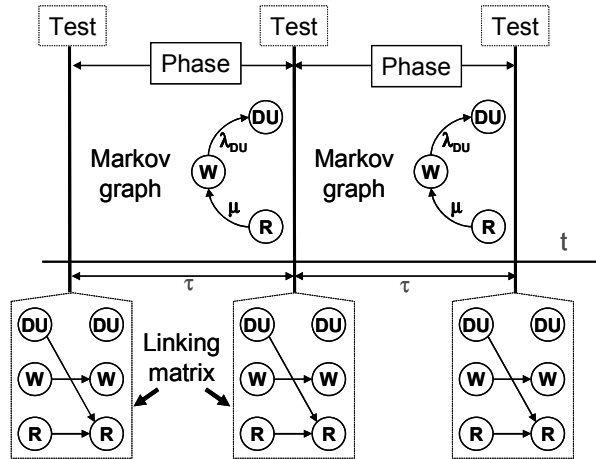 Test Test Test
Phase Phase
DU DU
λDU λDU
Markov Markov
graph graph
W W
μ μ
R R
t
τ τ
DU DU DU DU DU DU
Linking
matrix
W W W W W W
R R R R R R